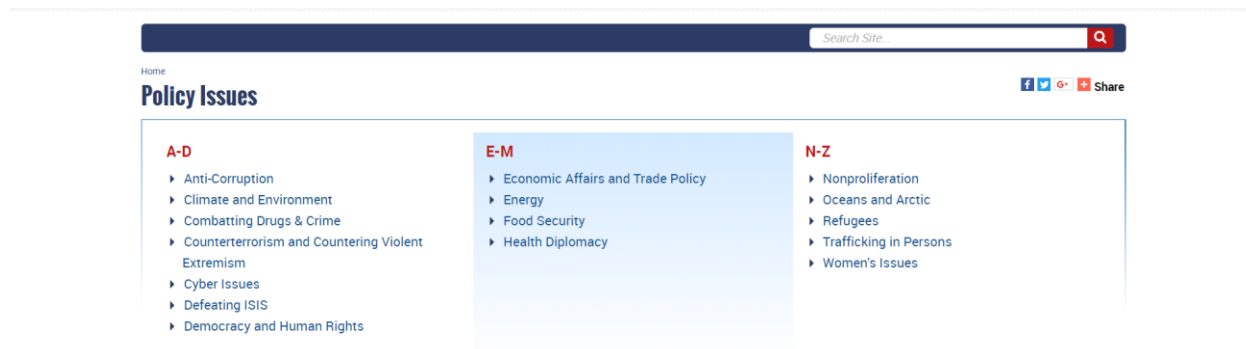 Search Site...
Home
Policy Issues
f G+ + Share
A-D
Anti-Corruption
Climate and Environment
Combatting Drugs & Crime
Counterterrorism and Countering Violent
Extremism
Cyber Issues
Defeating ISIS
Democracy and Human Rights
E-M
Economic Affairs and Trade Policy
Energy
Food Security
Health Diplomacy
N-Z
Nonproliferation
Oceans and Arctic
Refugees
Trafficking in Persons
Women's Issues